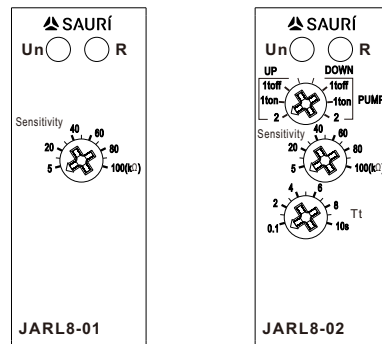 SAURÍ
Un R
Sensitivity
40 60
20 80
5 100(kΩ)
JARL8-01
SAURÍ
Un R
UP DOWN
1toff 1toff
1ton 1ton PUMP
2 2
Sensitivity
40 60
20 80
5 100(kΩ)
4 6
2 8 Tt
0.1 10s
JARL8-02